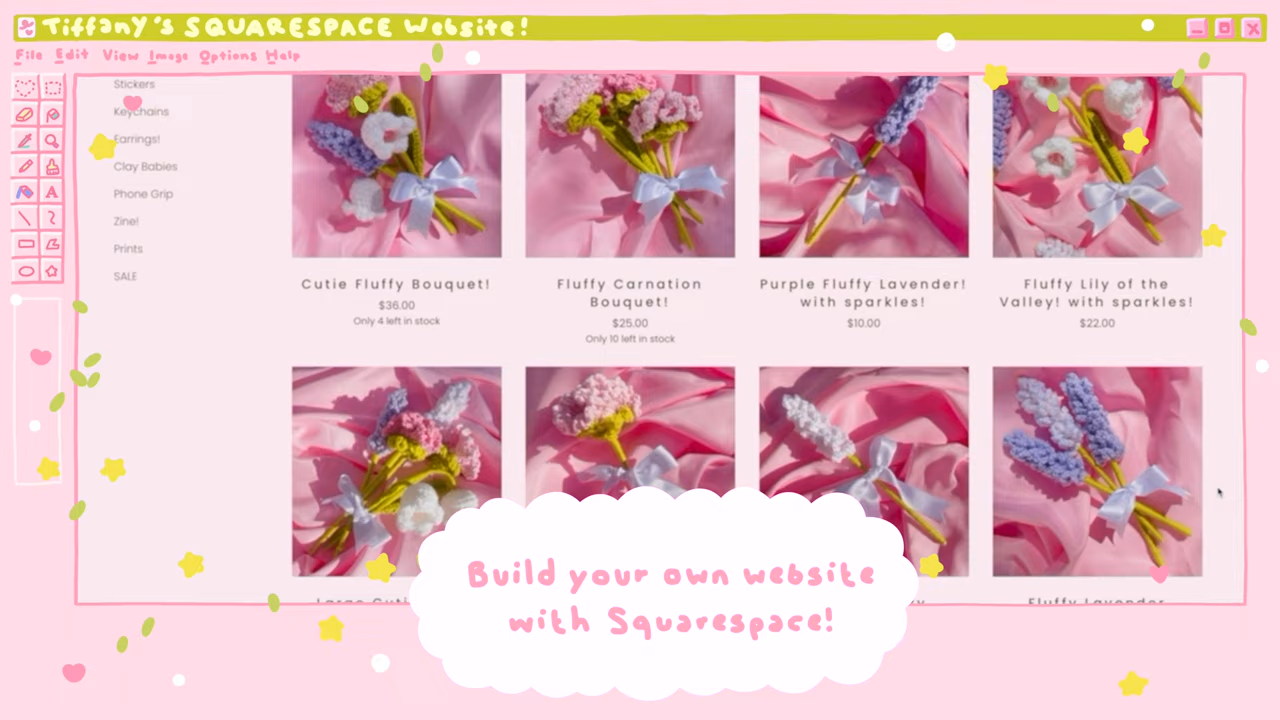 Tiffany's SQUARESPACE Website!
File Edit View Image Options Help
Stickers
Keychains
Earrings!
Clay Babies
Phone Grip
Zine!
Prints
SALE
Cutie Fluffy Bouquet!
$36.00
Only 4 left in stock
Fluffy Carnation
Bouquet!
$25.00
Only 10 left in stock
Purple Fluffy Lavender!
with sparkles!
$10.00
Fluffy Lily of the
Valley! with sparkles!
$22.00
Fluffy Lavender
Build your own website
with Squarespace!